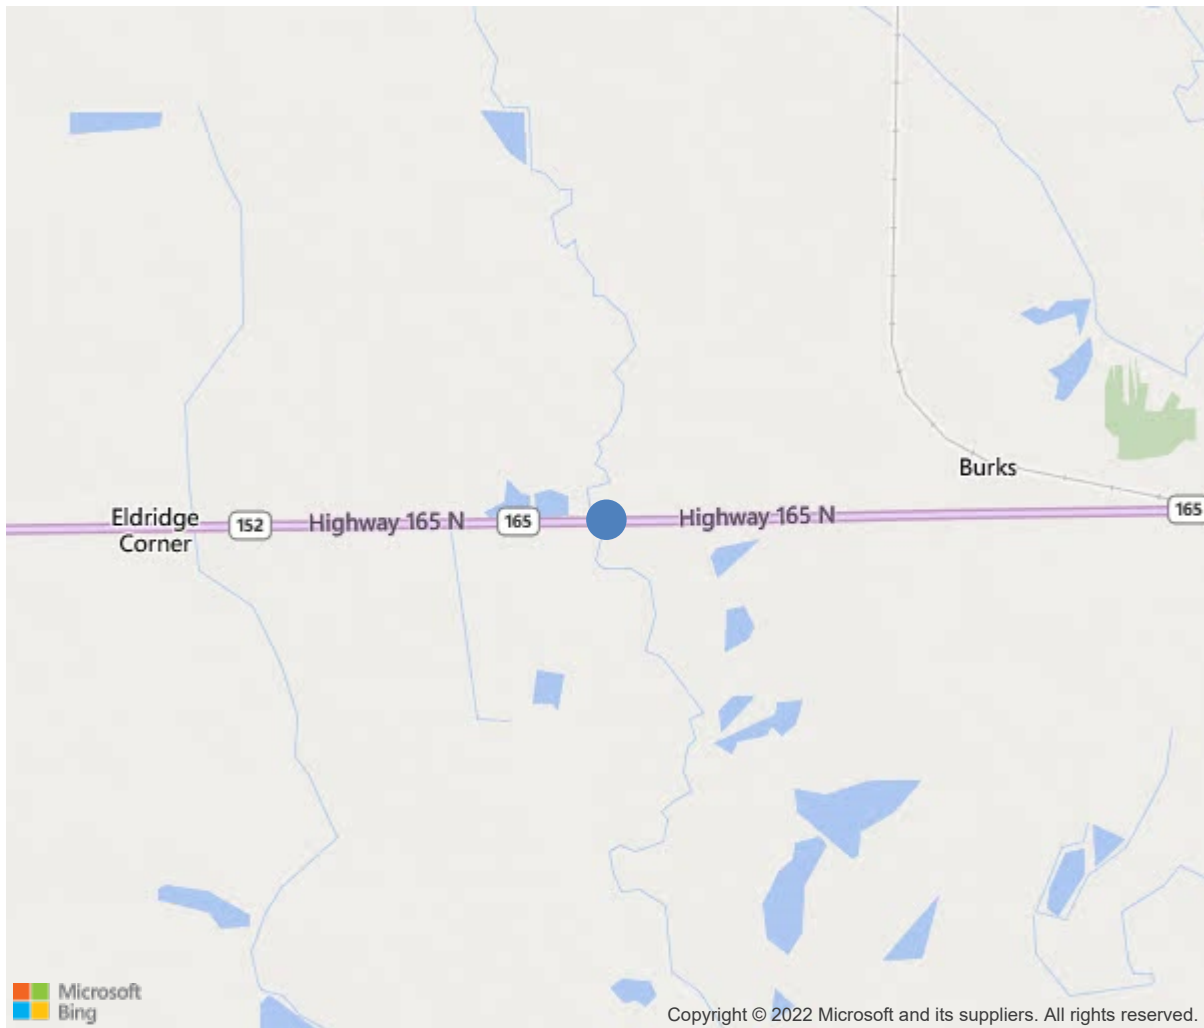 Burks
165
Eldridge
Corner
152
Highway 165 N
165
Highway 165 N
Microsoft
Bing
Copyright © 2022 Microsoft and its suppliers. All rights reserved.